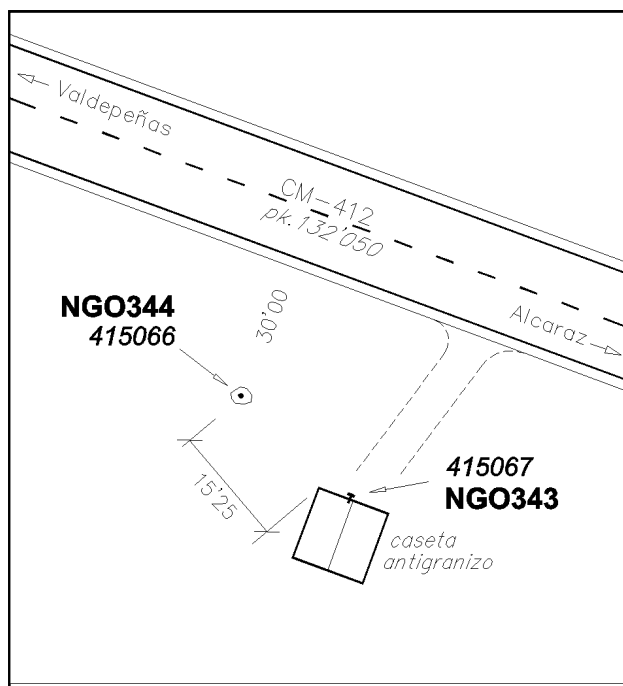 Valdepeñas
CM-412
pk.132'050
Alcaraz
NGO344
415066
30'00
15'25
415067
NGO343
caseta
antigranizo